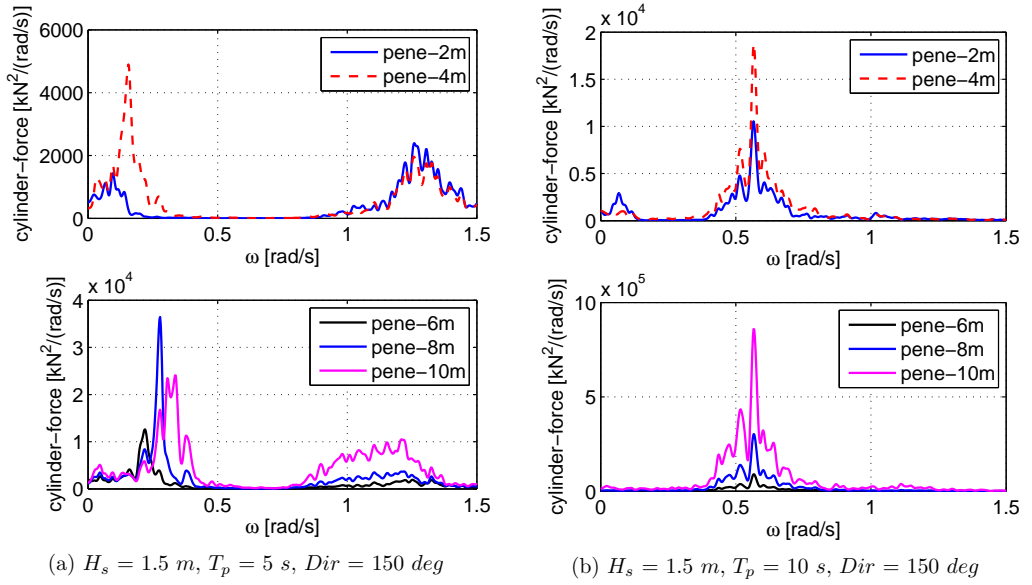 6000
4000
2000
0
0
0.5
1
1.5
cylinder−force [kN²/(rad/s)]
ω [rad/s]
pene−2m
pene−4m
x 10⁴
2
1.5
1
0.5
0
0
0.5
1
1.5
cylinder−force [kN²/(rad/s)]
ω [rad/s]
pene−2m
pene−4m
x 10⁴
4
3
2
1
0
0
0.5
1
1.5
cylinder−force [kN²/(rad/s)]
ω [rad/s]
pene−6m
pene−8m
pene−10m
x 10⁵
10
5
0
0
0.5
1
1.5
cylinder−force [kN²/(rad/s)]
ω [rad/s]
pene−6m
pene−8m
pene−10m
(a) Hₛ = 1.5 m, Tₚ = 5 s, Dir = 150 deg
(b) Hₛ = 1.5 m, Tₚ = 10 s, Dir = 150 deg